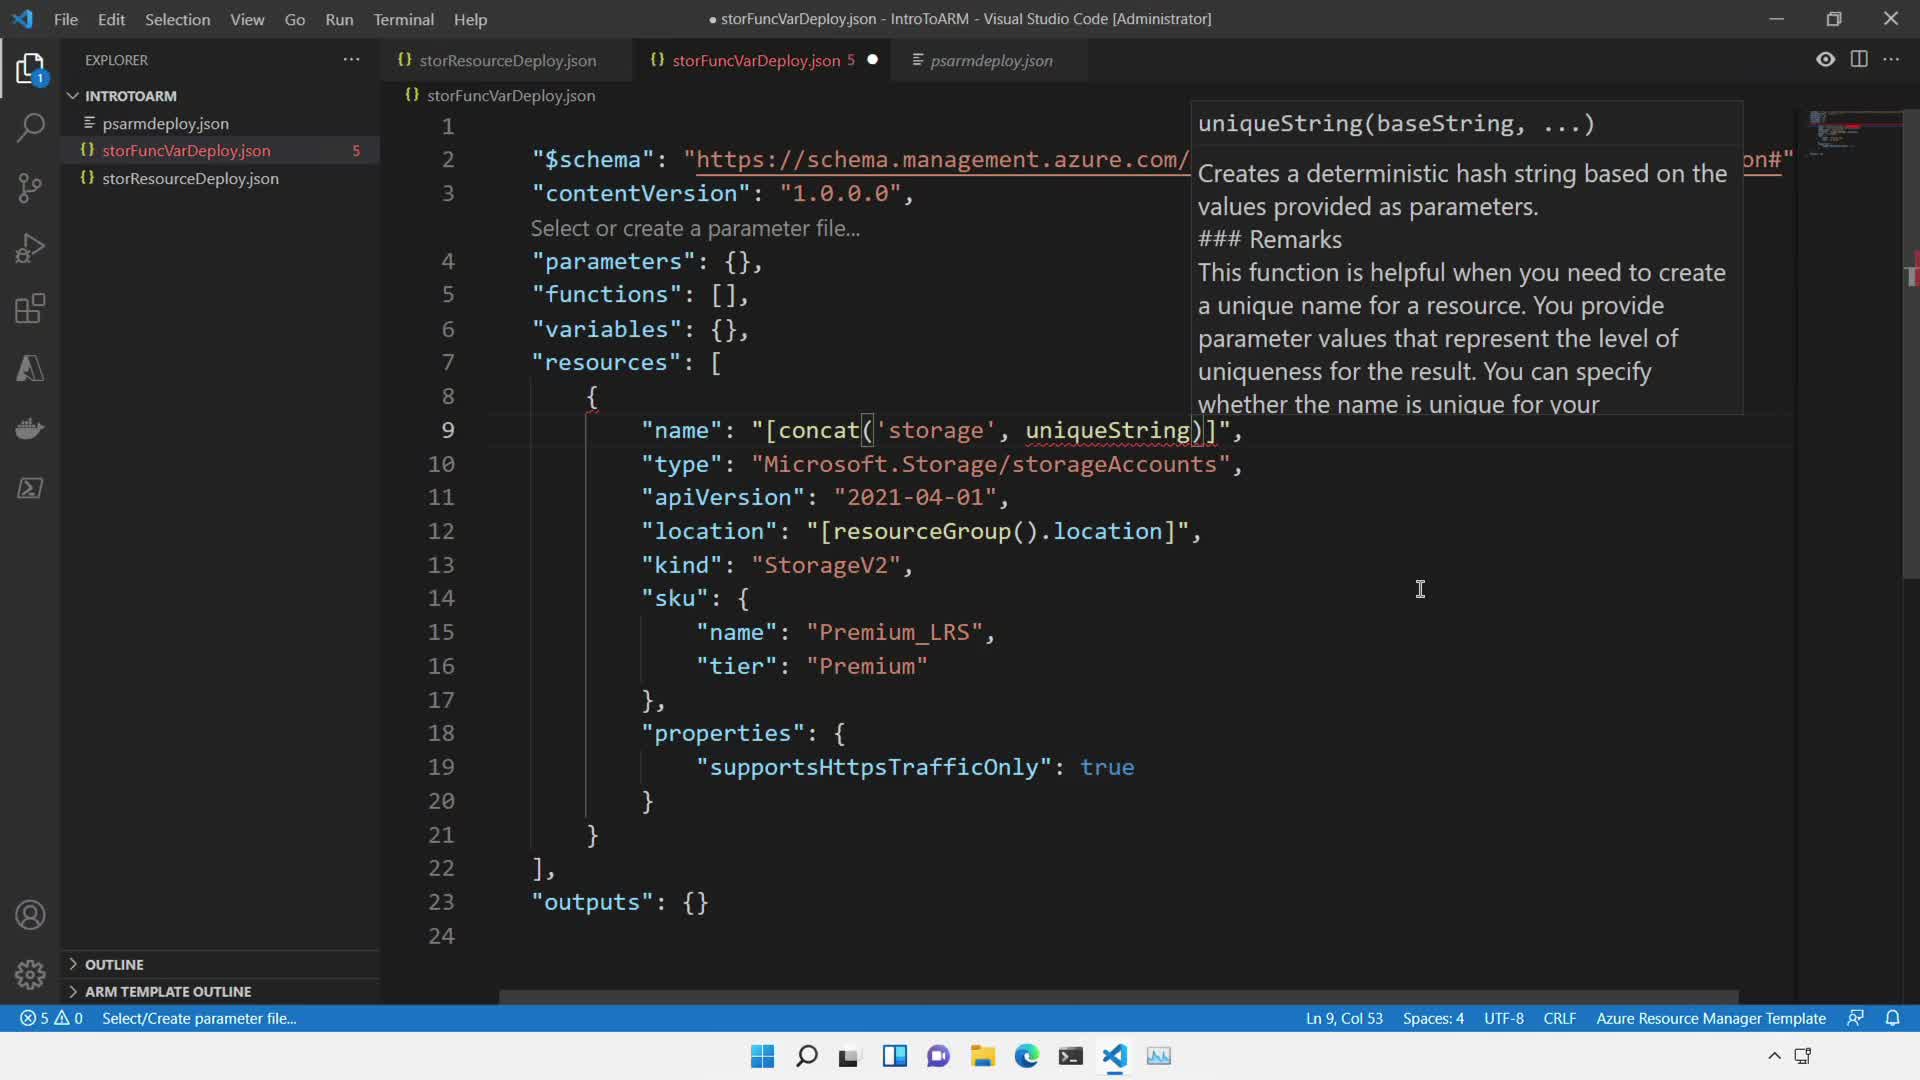 File Edit Selection View Go Run Terminal Help
● storFuncVarDeploy.json - IntroToARM - Visual Studio Code [Administrator]
EXPLORER
1
INTROTOARM
psarmdeploy.json
storFuncVarDeploy.json 5
storResourceDeploy.json
OUTLINE
ARM TEMPLATE OUTLINE
storResourceDeploy.json
storFuncVarDeploy.json 5
psarmdeploy.json
storFuncVarDeploy.json
1
2 "$schema": "https://schema.management.azure.com/ on#"
3 "contentVersion": "1.0.0.0",
Select or create a parameter file...
4 "parameters": {},
5 "functions": [],
6 "variables": {},
7 "resources": [
8 {
9 "name": "[concat('storage', uniqueString)]",
10 "type": "Microsoft.Storage/storageAccounts",
11 "apiVersion": "2021-04-01",
12 "location": "[resourceGroup().location]",
13 "kind": "StorageV2",
14 "sku": {
15 "name": "Premium_LRS",
16 "tier": "Premium"
17 },
18 "properties": {
19 "supportsHttpsTrafficOnly": true
20 }
21 }
22 ],
23 "outputs": {}
24
uniqueString(baseString, ...)
Creates a deterministic hash string based on the
values provided as parameters.
### Remarks
This function is helpful when you need to create
a unique name for a resource. You provide
parameter values that represent the level of
uniqueness for the result. You can specify
whether the name is unique for your
5 0 Select/Create parameter file...
Ln 9, Col 53 Spaces: 4 UTF-8 CRLF Azure Resource Manager Template